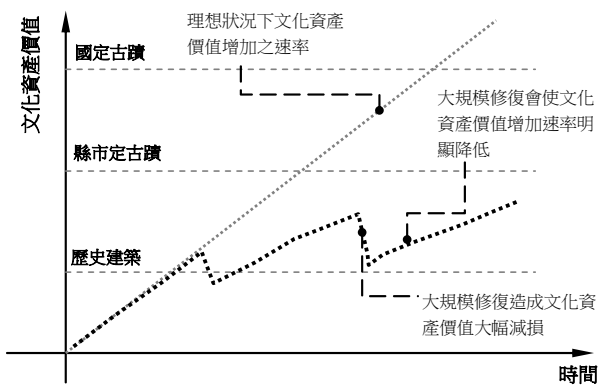 文化資產價值
理想狀況下文化資產
價值增加之速率
國定古蹟
大規模修復會使文化
資產價值增加速率明
顯降低
縣市定古蹟
歷史建築
大規模修復造成文化資
產價值大幅減損
時間